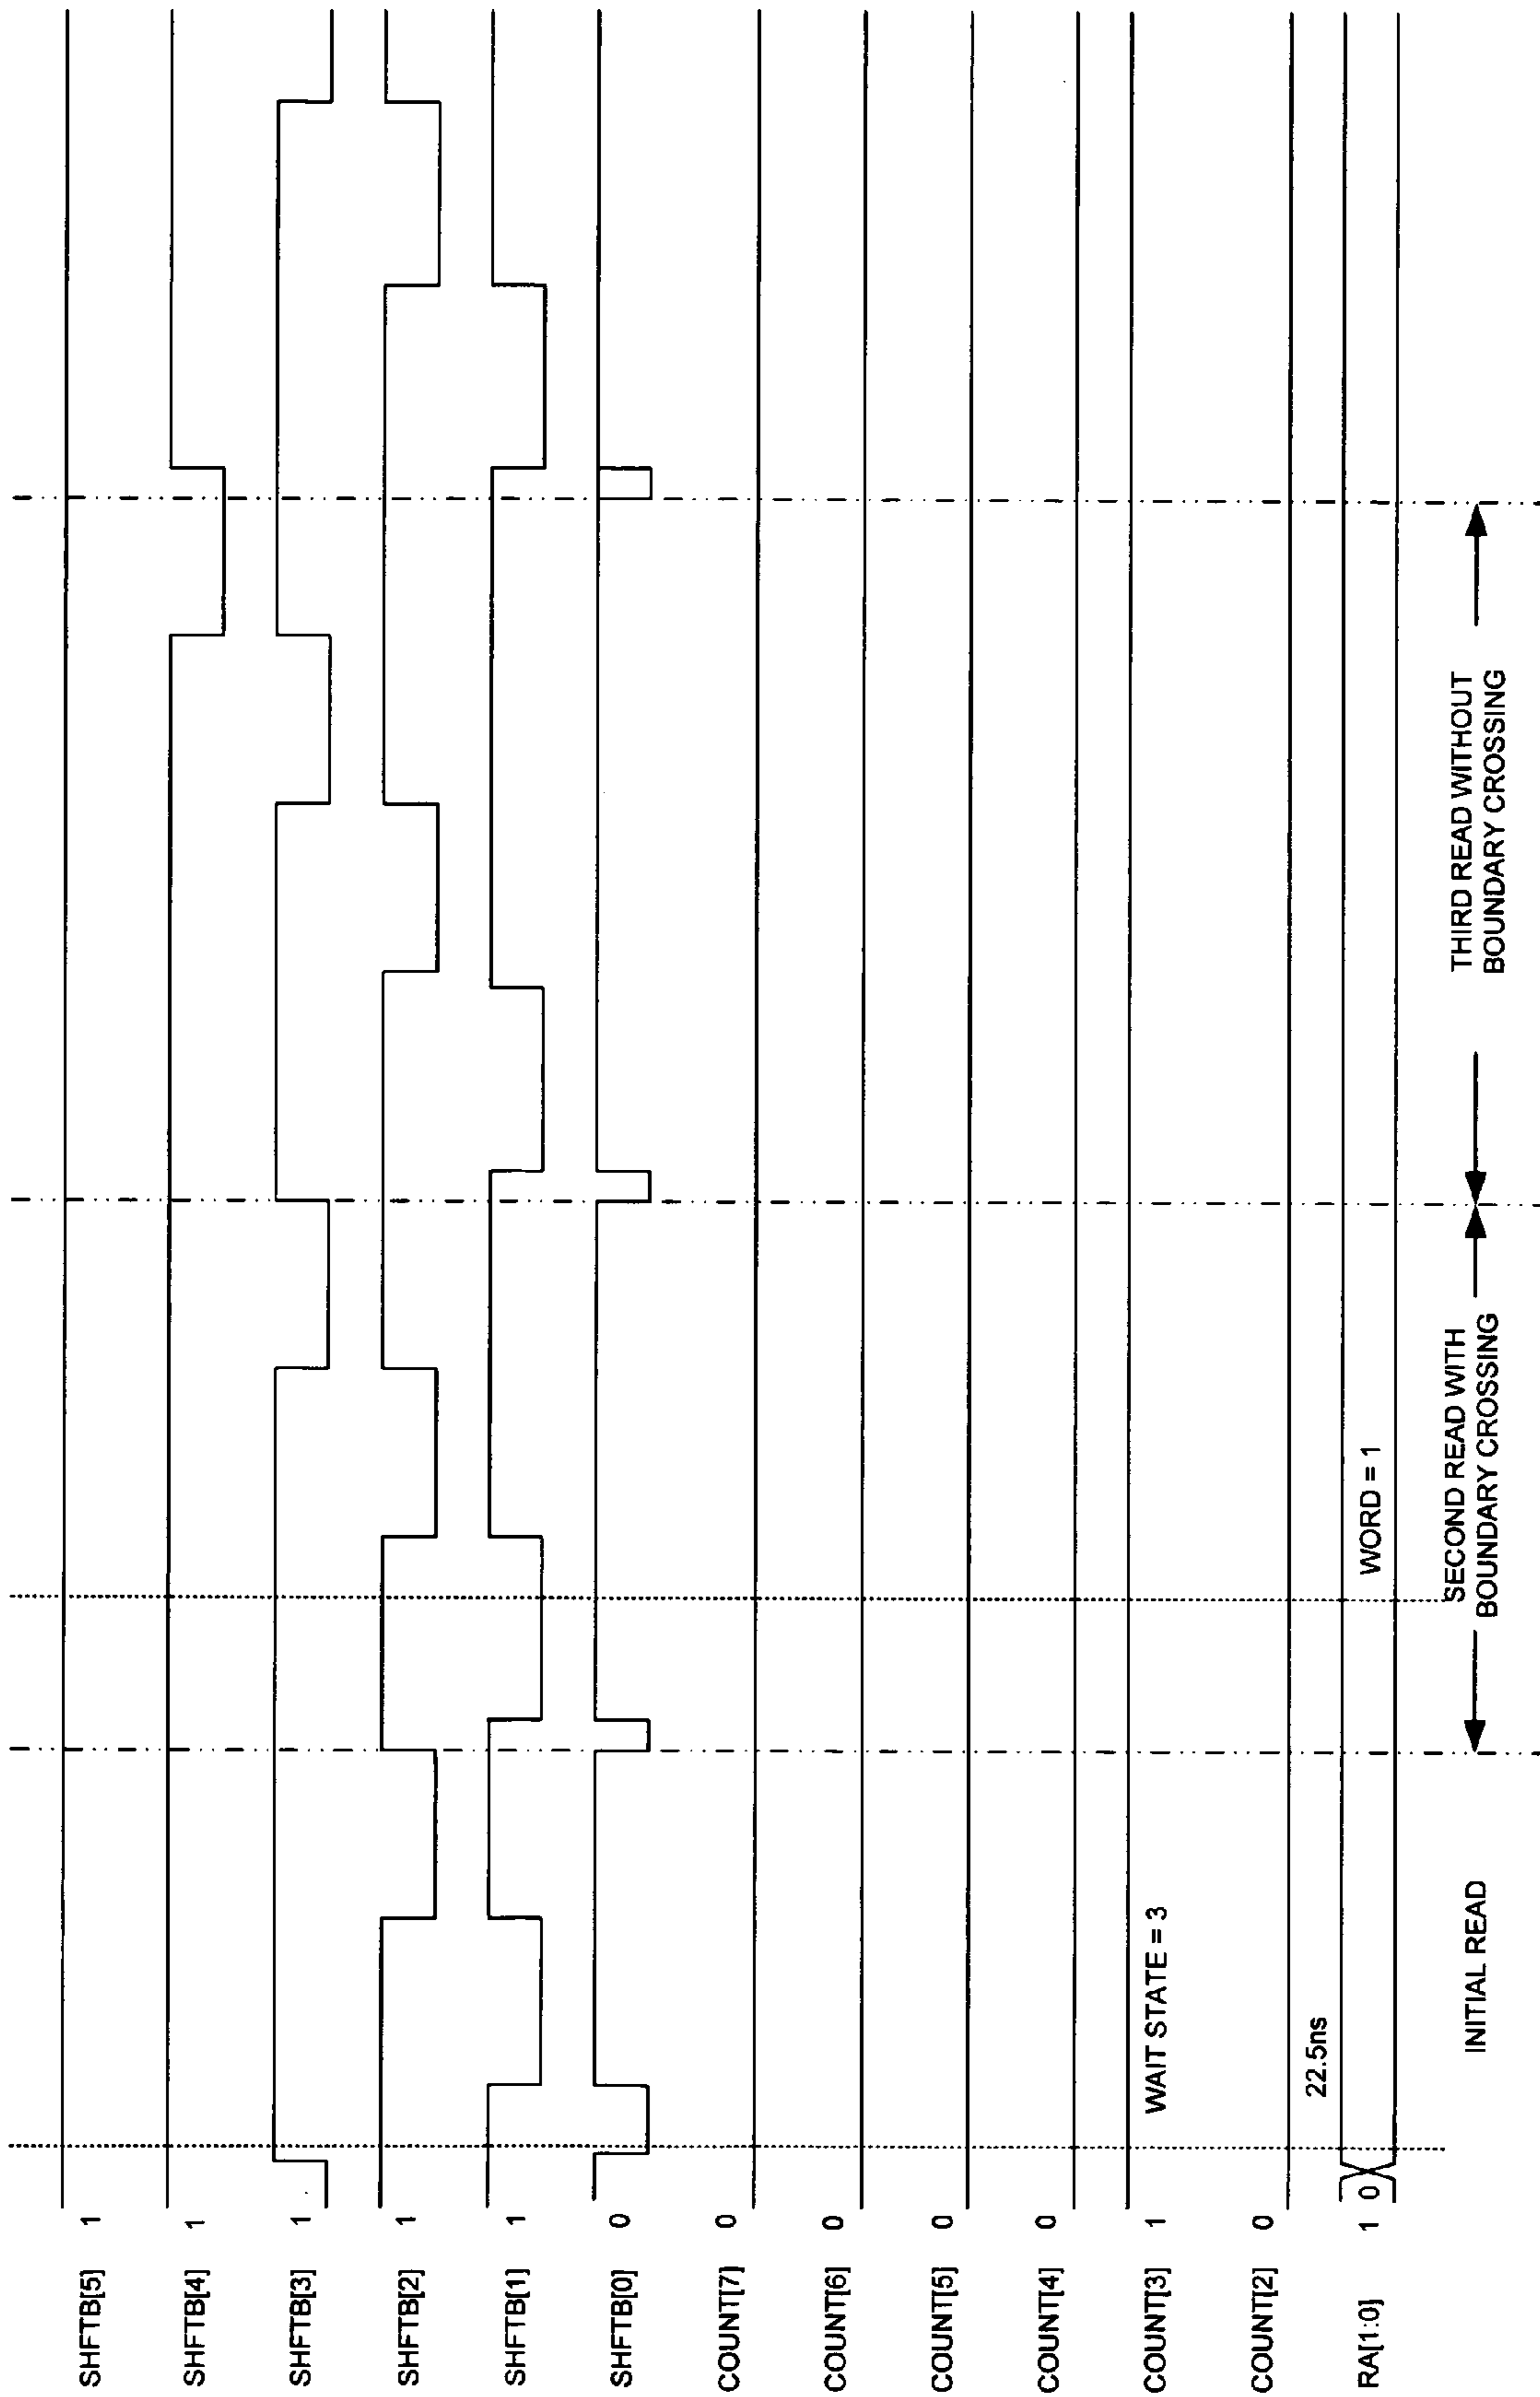 SHFTB[5] 1
SHFTB[4] 1
SHFTB[3] 1
SHFTB[2] 1
SHFTB[1] 1
SHFTB[0] 0
COUNT[7] 0
COUNT[6] 0
COUNT[5] 0
COUNT[4] 0
COUNT[3] 1 WAIT STATE = 3
COUNT[2] 0
22.5ns
RA[1:0] 1 0 WORD = 1
INITIAL READ
SECOND READ WITH
BOUNDARY CROSSING
THIRD READ WITHOUT
BOUNDARY CROSSING